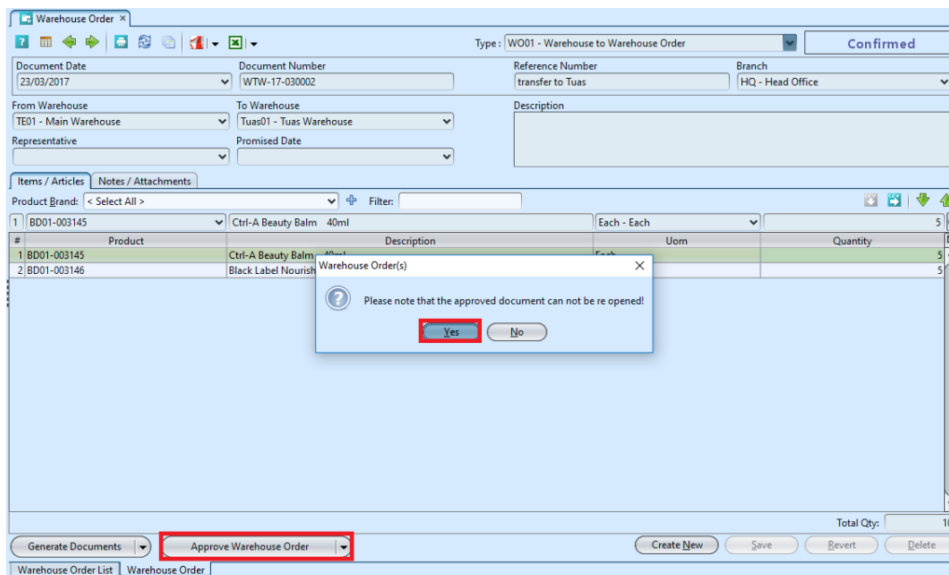 Warehouse Order ×
Type : WO01 - Warehouse to Warehouse Order Confirmed
Document Date Document Number Reference Number Branch
23/03/2017 WTW-17-030002 transfer to Tuas HQ - Head Office
From Warehouse To Warehouse Description
TE01 - Main Warehouse Tuas01 - Tuas Warehouse
Representative Promised Date
Items / Articles Notes / Attachments
Product Brand: < Select All > Filter:
1 BD01-003145 Ctrl-A Beauty Balm 40ml Each - Each 5
# Product Description Uom Quantity
1 BD01-003145 Ctrl-A Beauty Balm 5
2 BD01-003146 Black Label Nourish 5
Warehouse Order(s)
Please note that the approved document can not be re opened!
Yes No
Total Qty: 10
Generate Documents Approve Warehouse Order Create New Save Revert Delete
Warehouse Order List Warehouse Order